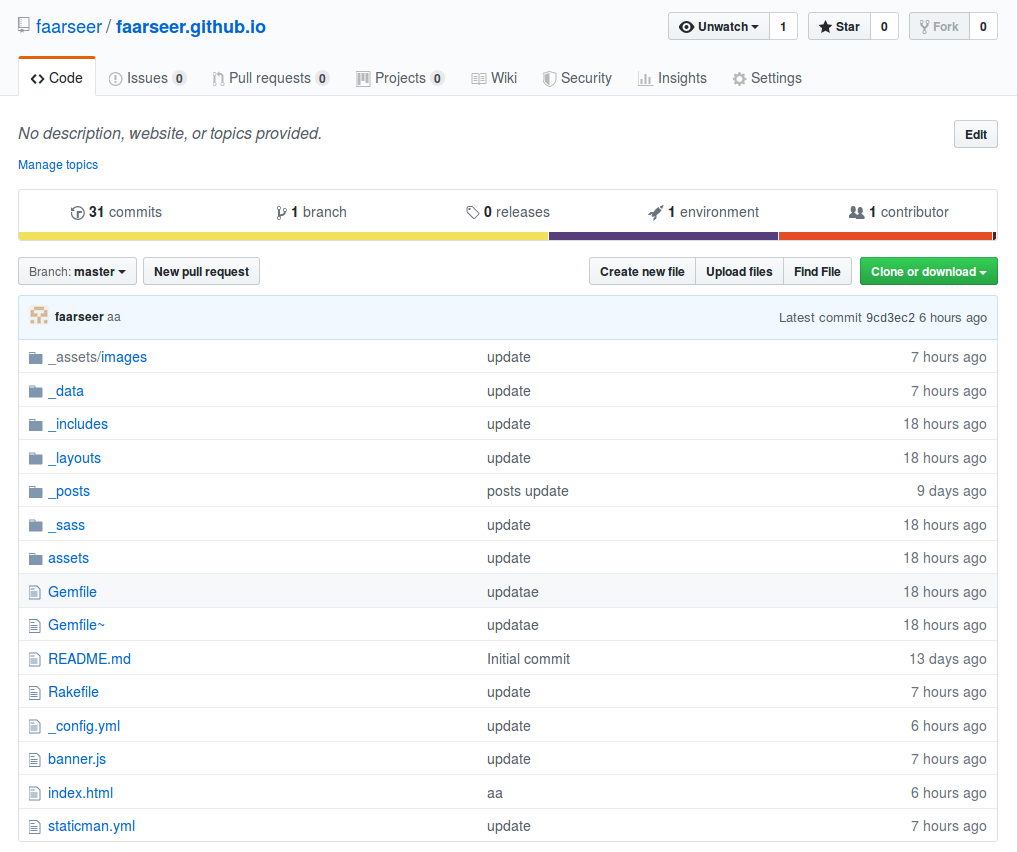 faarseer / faarseer.github.io Unwatch 1 Star 0 Fork 0
Code Issues 0 Pull requests 0 Projects 0 Wiki Security Insights Settings
No description, website, or topics provided. Edit
Manage topics
31 commits 1 branch 0 releases 1 environment 1 contributor
Branch: master New pull request Create new file Upload files Find File Clone or download
faarseer aa Latest commit 9cd3ec2 6 hours ago
_assets/images update 7 hours ago
_data update 7 hours ago
_includes update 18 hours ago
_layouts update 18 hours ago
_posts posts update 9 days ago
_sass update 18 hours ago
assets update 18 hours ago
Gemfile updatae 18 hours ago
Gemfile~ updatae 18 hours ago
README.md Initial commit 13 days ago
Rakefile update 7 hours ago
_config.yml update 6 hours ago
banner.js update 7 hours ago
index.html aa 6 hours ago
staticman.yml update 7 hours ago